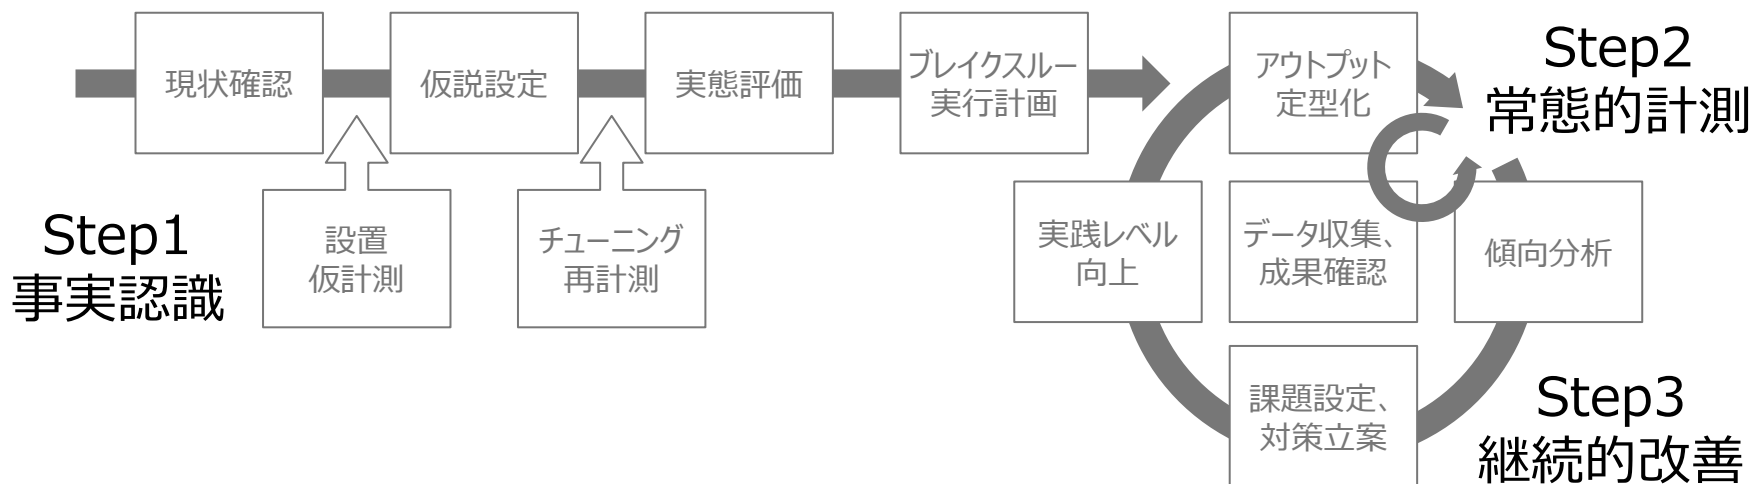 現状確認
仮説設定
実態評価
ブレイクスルー
実行計画
設置
仮計測
チューニング
再計測
Step1
事実認識
アウトプット
定型化
Step2
常態的計測
実践レベル
向上
データ収集、
成果確認
傾向分析
課題設定、
対策立案
Step3
継続的改善